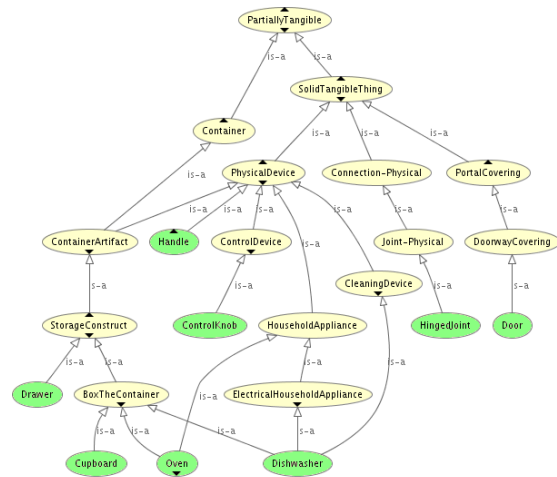 PartiallyTangible
is-a
is-a
SolidTangibleThing
Container
is-a
is-a
is-a
is-a
PhysicalDevice
Connection-Physical
PortalCovering
is-a
is-a
is-a
is-a
is-a
is-a
ContainerArtifact
Handle
ControlDevice
is-a
Joint-Physical
DoorwayCovering
CleaningDevice
s-a
is-a
is-a
is-a
StorageConstruct
ControlKnob
HouseholdAppliance
HingedJoint
Door
is-a
is-a
is-a
is-a
Drawer
BoxTheContainer
is-a
ElectricalHouseholdAppliance
is-a
is-a
is-a
is-a
is-a
Cupboard
Oven
Dishwasher